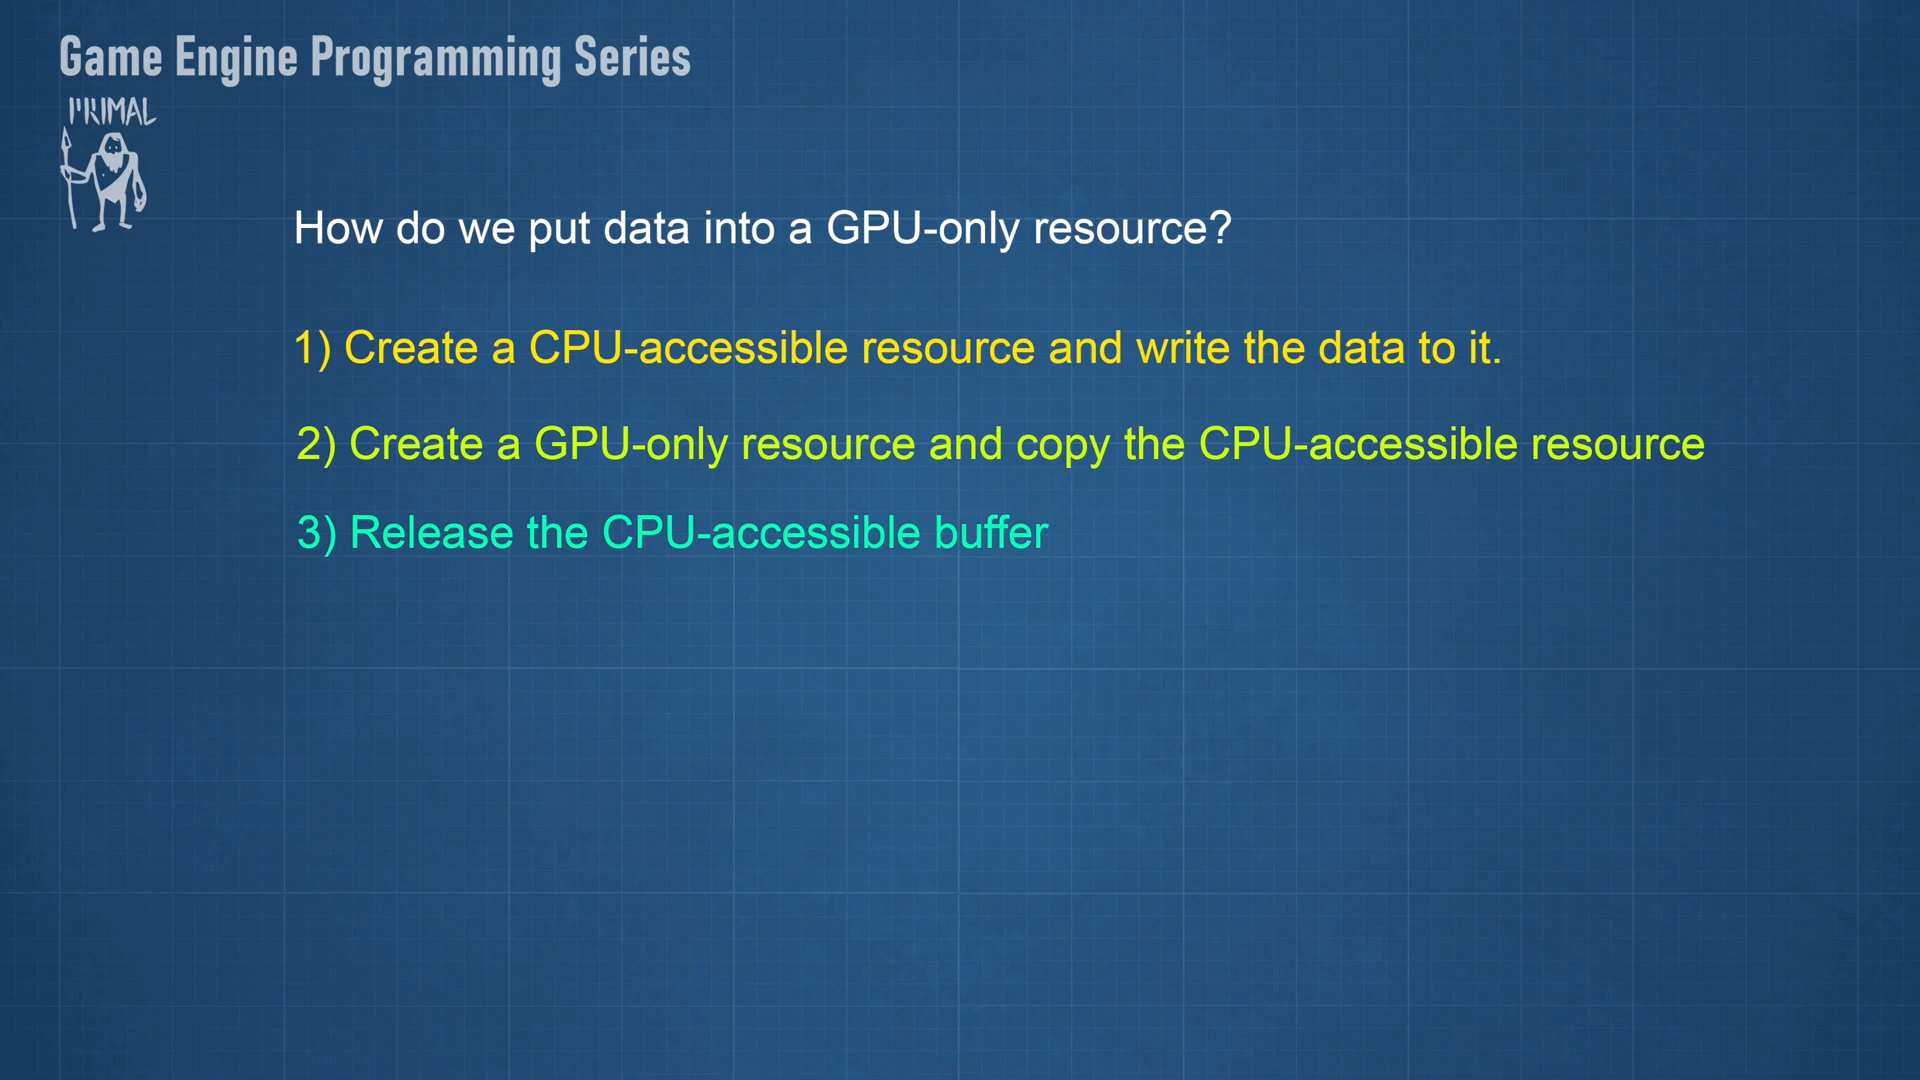 Game Engine Programming Series
PRIMAL
How do we put data into a GPU-only resource?
1) Create a CPU-accessible resource and write the data to it.
2) Create a GPU-only resource and copy the CPU-accessible resource
3) Release the CPU-accessible buffer